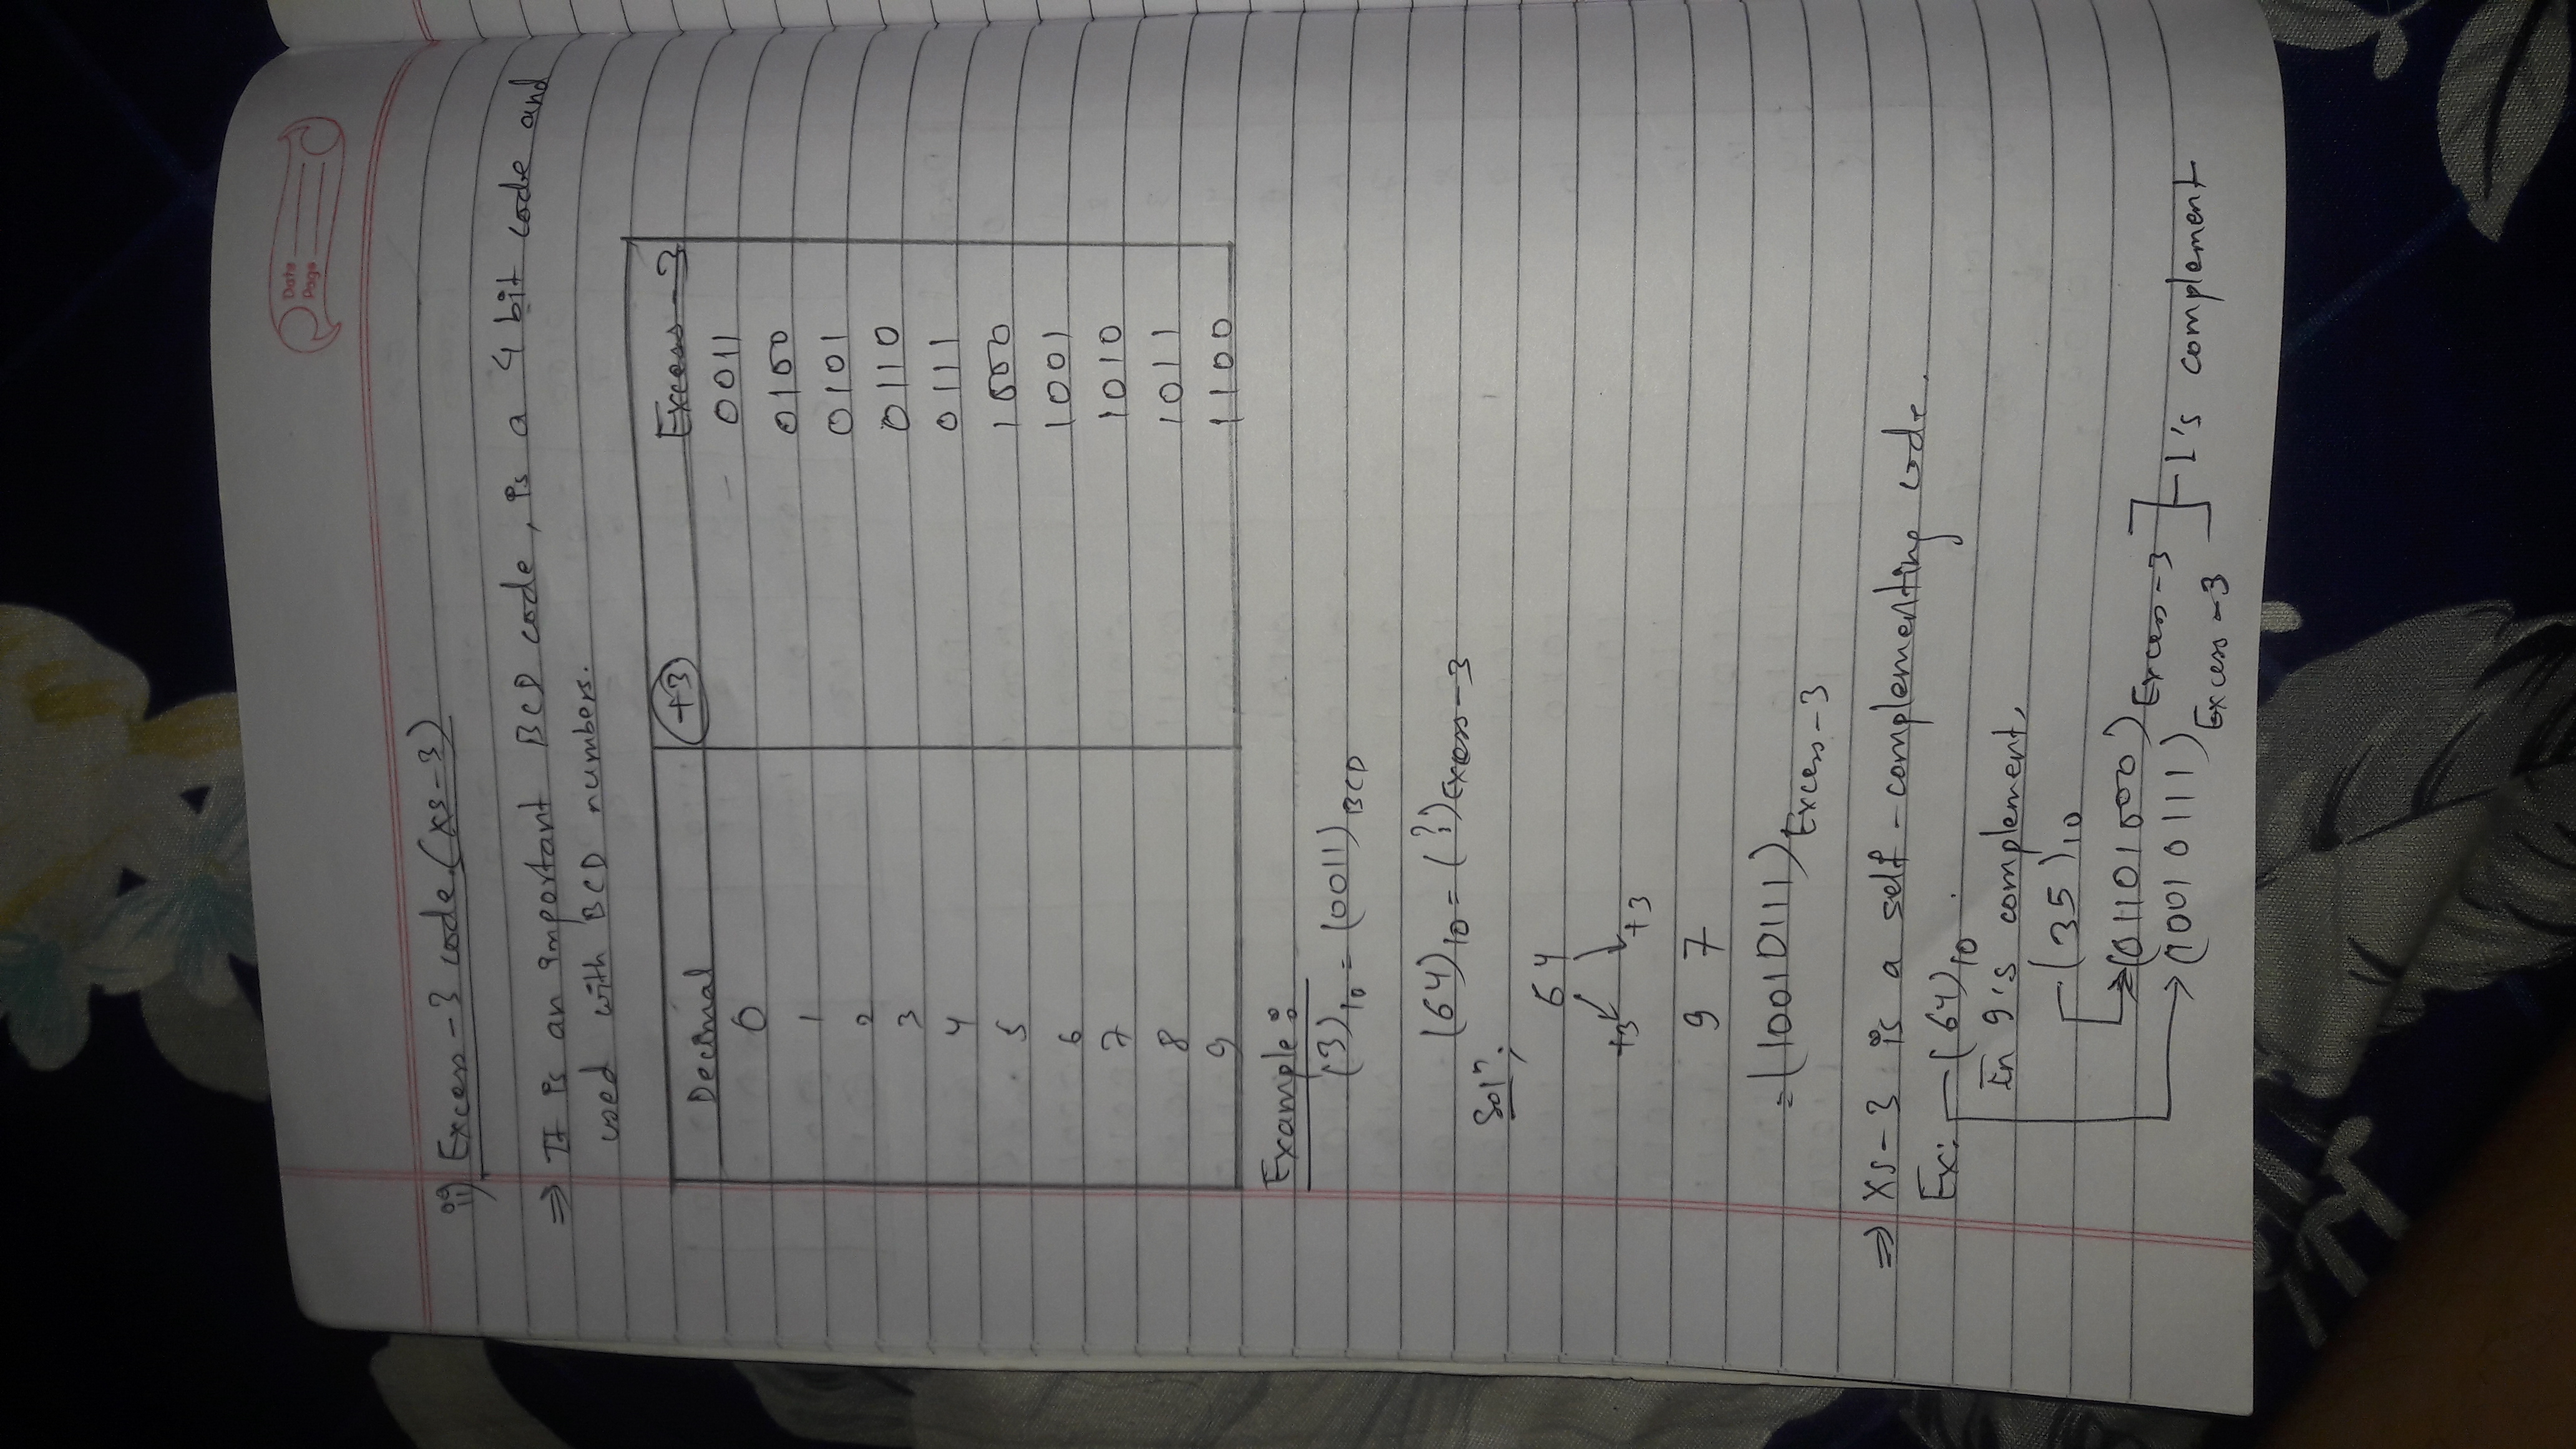 Date
Page
ii) Excess-3 code (XS-3)
⇒ It is an important BCD code, is a 4 bit code and
used with BCD numbers.
Decimal +3 Excess-3
0 0011
1 0100
2 0101
3 0110
4 0111
5 1000
6 1001
7 1010
8 1011
9 1100
Example:
(3)10 = (0011)BCD
(64)10 = (?)Excess-3
Solⁿ;
64
+3 +3
9 7
= (10010111)Excess-3
⇒ XS-3 is a self-complementing code.
Ex: (64)10
In 9's complement,
(35)10
(01101000)Excess-3
(10010111)Excess-3 1's complement